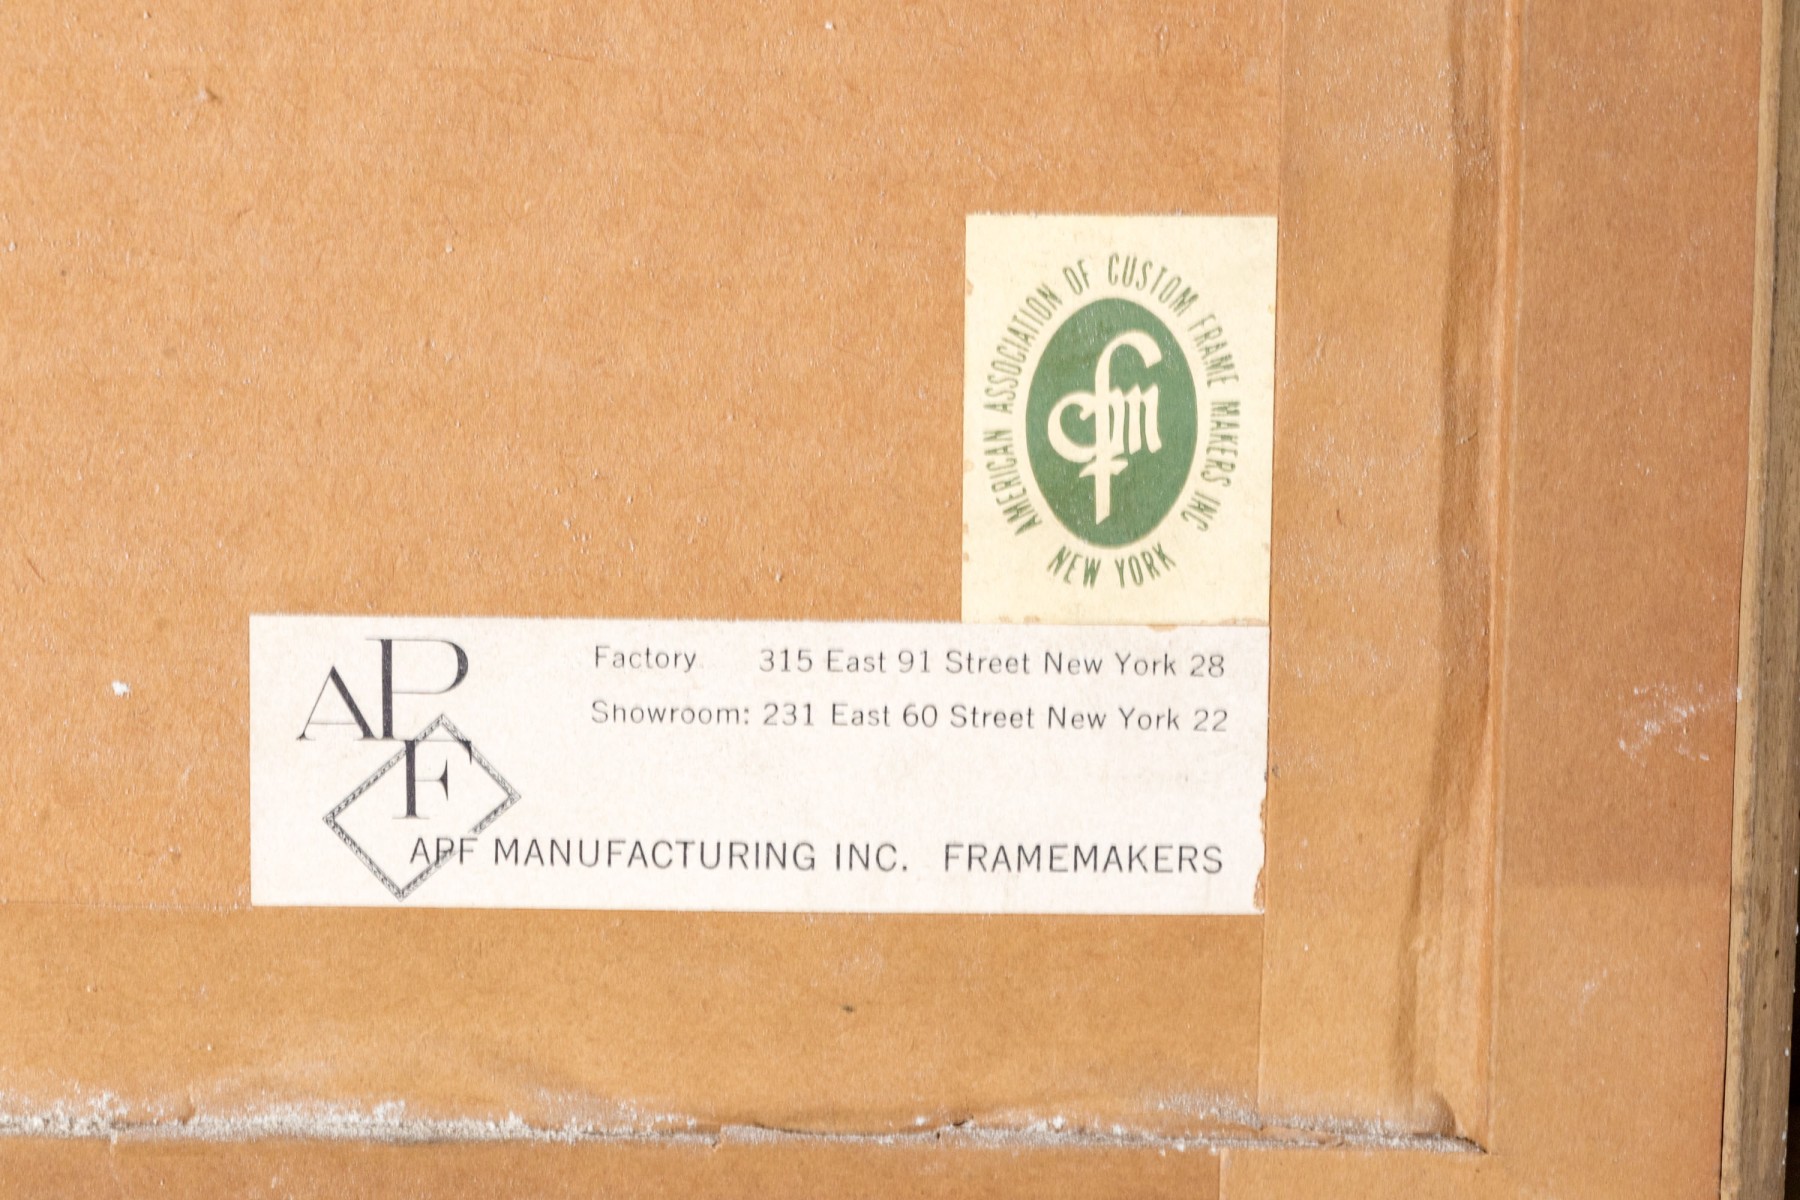 AMERICAN ASSOCIATION OF CUSTOM FRAME MAKERS INC
NEW YORK
cfm
APF
Factory 315 East 91 Street New York 28
Showroom: 231 East 60 Street New York 22
APF MANUFACTURING INC. FRAMEMAKERS